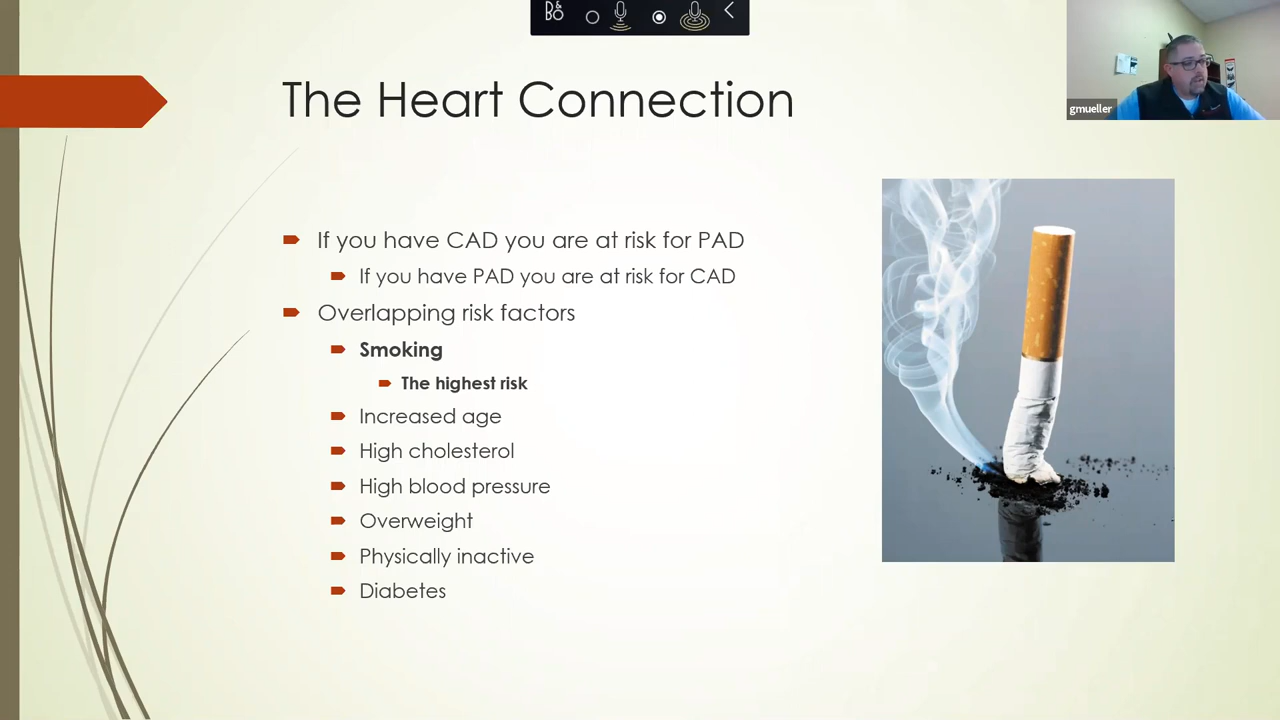 B&O
The Heart Connection
gmueller
If you have CAD you are at risk for PAD
If you have PAD you are at risk for CAD
Overlapping risk factors
Smoking
The highest risk
Increased age
High cholesterol
High blood pressure
Overweight
Physically inactive
Diabetes